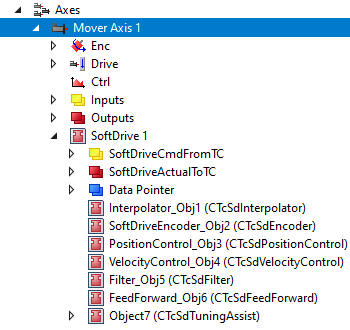 Axes
Mover Axis 1
Enc
Drive
Ctrl
Inputs
Outputs
SoftDrive 1
SoftDriveCmdFromTC
SoftDriveActualToTC
Data Pointer
Interpolator_Obj1 (CTcSdInterpolator)
SoftDriveEncoder_Obj2 (CTcSdEncoder)
PositionControl_Obj3 (CTcSdPositionControl)
VelocityControl_Obj4 (CTcSdVelocityControl)
Filter_Obj5 (CTcSdFilter)
FeedForward_Obj6 (CTcSdFeedForward)
Object7 (CTcSdTuningAssist)